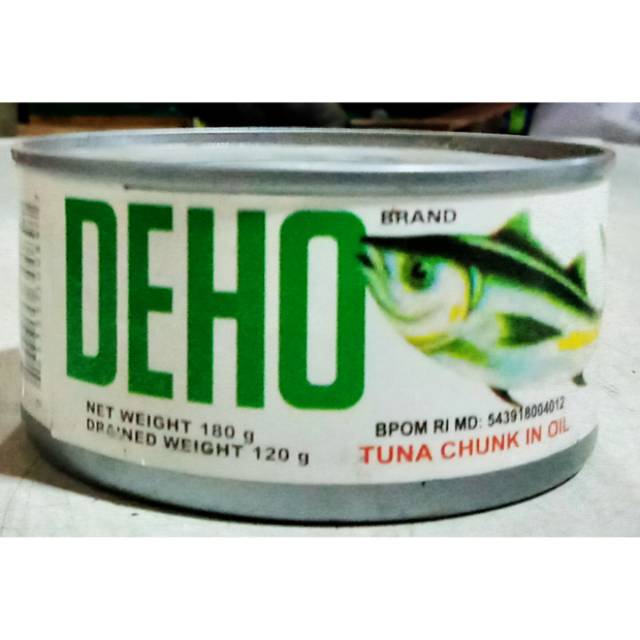 DEHO
BRAND
NET WEIGHT 180 g
DRAINED WEIGHT 120 g
BPOM RI MD: 543918004012
TUNA CHUNK IN OIL